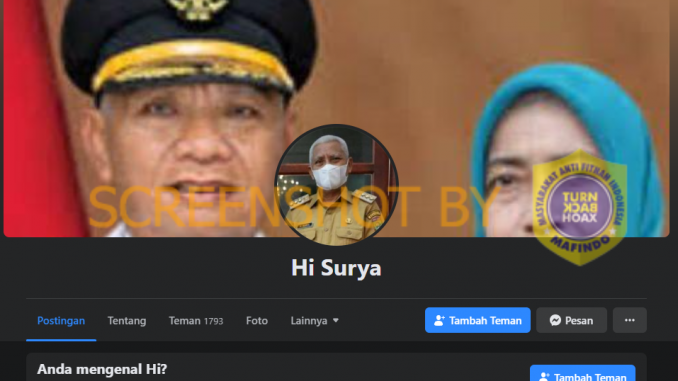 SCREENSHOT BY
MASYARAKAT ANTI FITNAH INDONESIA
TURN
BACK
HOAX
MAFINDO
Hi Surya
Postingan Tentang Teman 1793 Foto Lainnya Tambah Teman Pesan
Anda mengenal Hi?
Tambah Teman